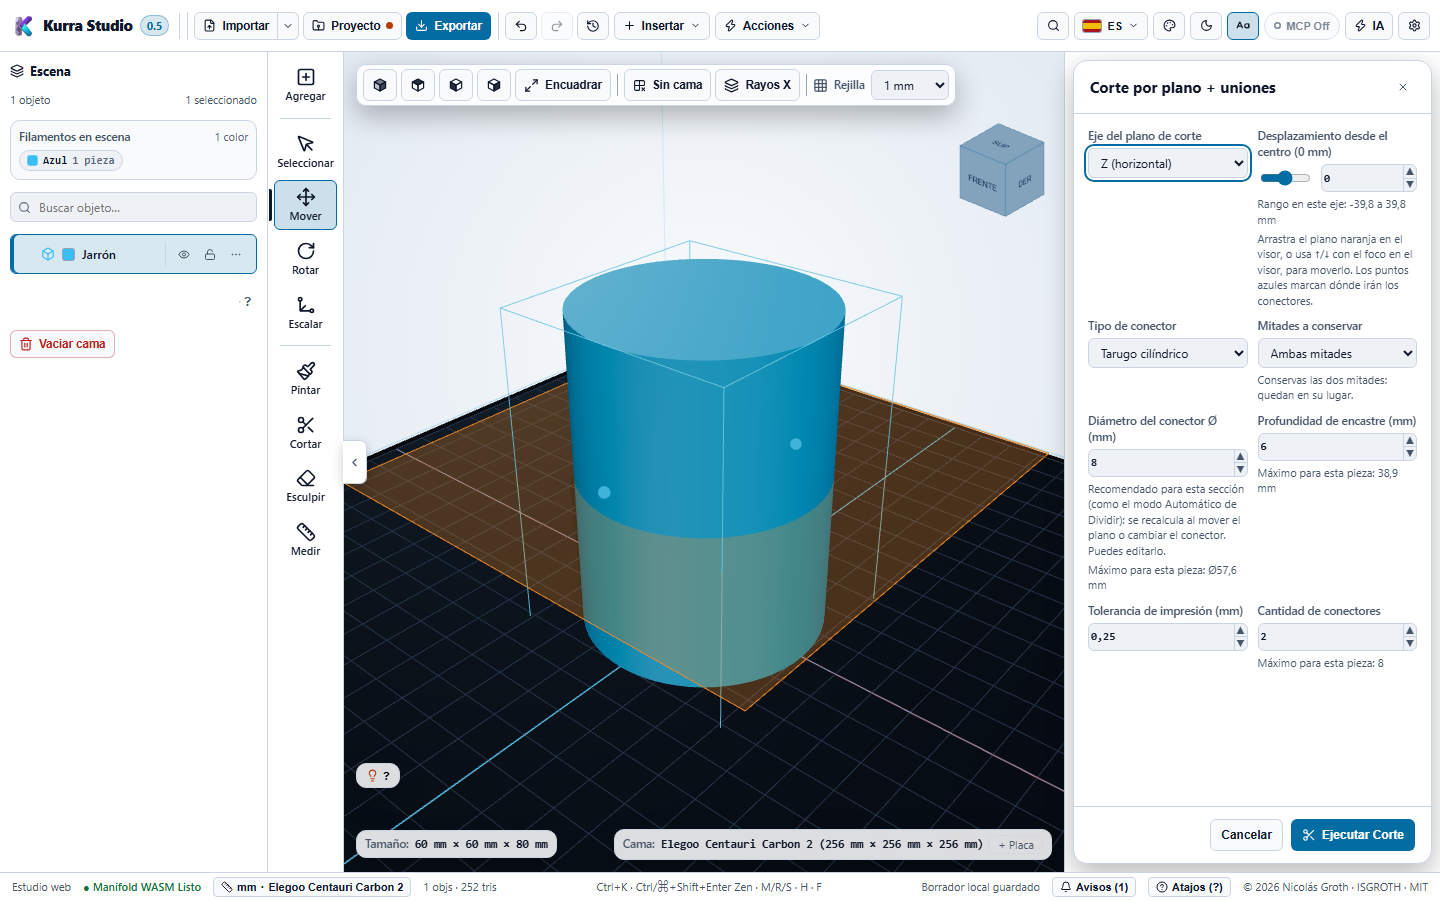 Kurra Studio 0.5
Importar
Proyecto
Exportar
Insertar
Acciones
ES
Aa
MCP Off
IA
Escena
1 objeto
1 seleccionado
Filamentos en escena
1 color
Azul 1 pieza
Buscar objeto...
Jarrón
?
Vaciar cama
Agregar
Seleccionar
Mover
Rotar
Escalar
Pintar
Cortar
Esculpir
Medir
Encuadrar
Sin cama
Rayos X
Rejilla
1 mm
FRENTE
DER
?
Tamaño: 60 mm × 60 mm × 80 mm
Cama: Elegoo Centauri Carbon 2 (256 mm × 256 mm × 256 mm)
+ Placa
Corte por plano + uniones
Eje del plano de corte
Z (horizontal)
Desplazamiento desde el
centro (0 mm)
0
Rango en este eje: -39,8 a 39,8
mm
Arrastra el plano naranja en el
visor, o usa ↑/↓ con el foco en el
visor, para moverlo. Los puntos
azules marcan dónde irán los
conectores.
Tipo de conector
Tarugo cilíndrico
Mitades a conservar
Ambas mitades
Conservas las dos mitades:
quedan en su lugar.
Diámetro del conector Ø
(mm)
8
Recomendado para esta sección
(como el modo Automático de
Dividir): se recalcula al mover el
plano o cambiar el conector.
Puedes editarlo.
Máximo para esta pieza: Ø57,6
mm
Profundidad de encastre (mm)
6
Máximo para esta pieza: 38,9
mm
Tolerancia de impresión (mm)
0,25
Cantidad de conectores
2
Máximo para esta pieza: 8
Cancelar
Ejecutar Corte
Estudio web
Manifold WASM Listo
mm · Elegoo Centauri Carbon 2
1 objs · 252 tris
Ctrl+K · Ctrl/⌘+Shift+Enter Zen · M/R/S · H · F
Borrador local guardado
Avisos (1)
Atajos (?)
© 2026 Nicolás Groth · ISGROTH · MIT